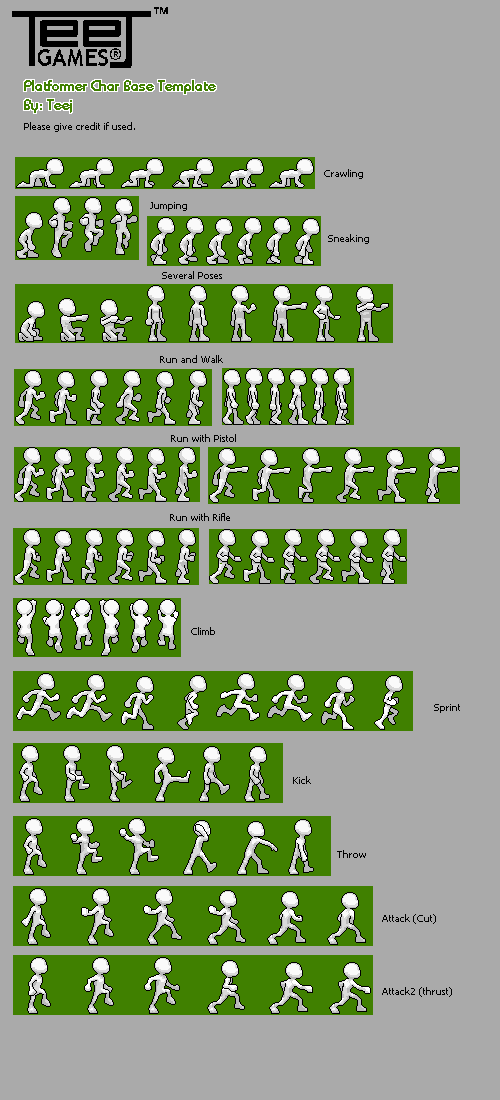 Teej TM
GAMES®
Platformer Char Base Template
By: Teej
Please give credit if used.
Crawling
Jumping
Sneaking
Several Poses
Run and Walk
Run with Pistol
Run with Rifle
Climb
Sprint
Kick
Throw
Attack (Cut)
Attack2 (thrust)